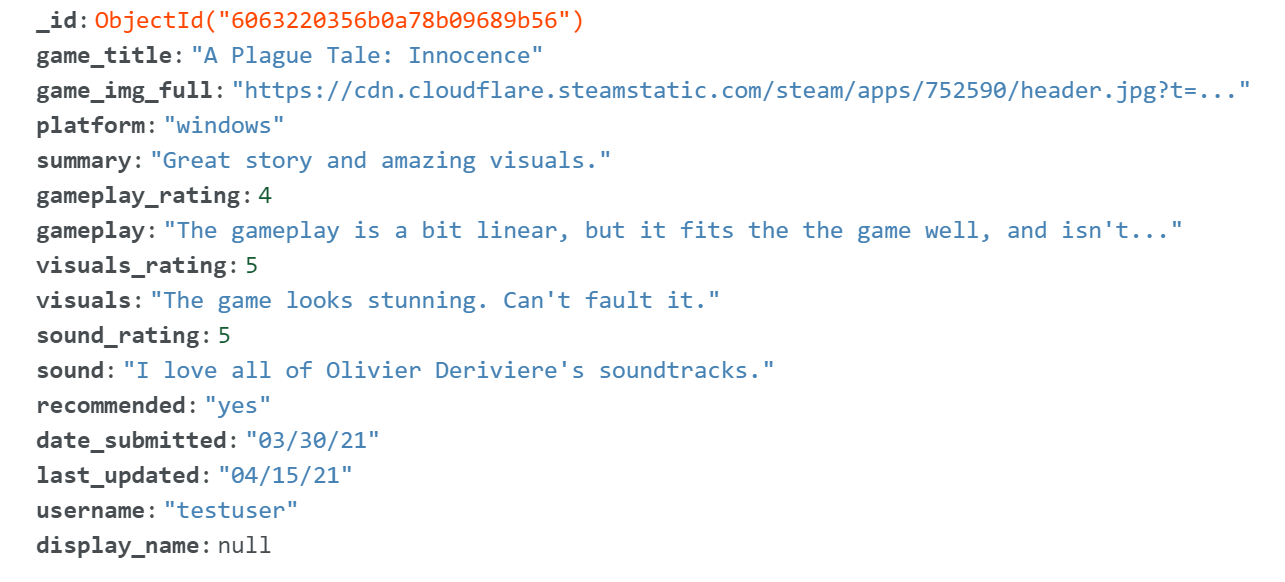 _id: ObjectId("6063220356b0a78b09689b56")
game_title: "A Plague Tale: Innocence"
game_img_full: "https://cdn.cloudflare.steamstatic.com/steam/apps/752590/header.jpg?t=..."
platform: "windows"
summary: "Great story and amazing visuals."
gameplay_rating: 4
gameplay: "The gameplay is a bit linear, but it fits the the game well, and isn't..."
visuals_rating: 5
visuals: "The game looks stunning. Can't fault it."
sound_rating: 5
sound: "I love all of Olivier Deriviere's soundtracks."
recommended: "yes"
date_submitted: "03/30/21"
last_updated: "04/15/21"
username: "testuser"
display_name: null